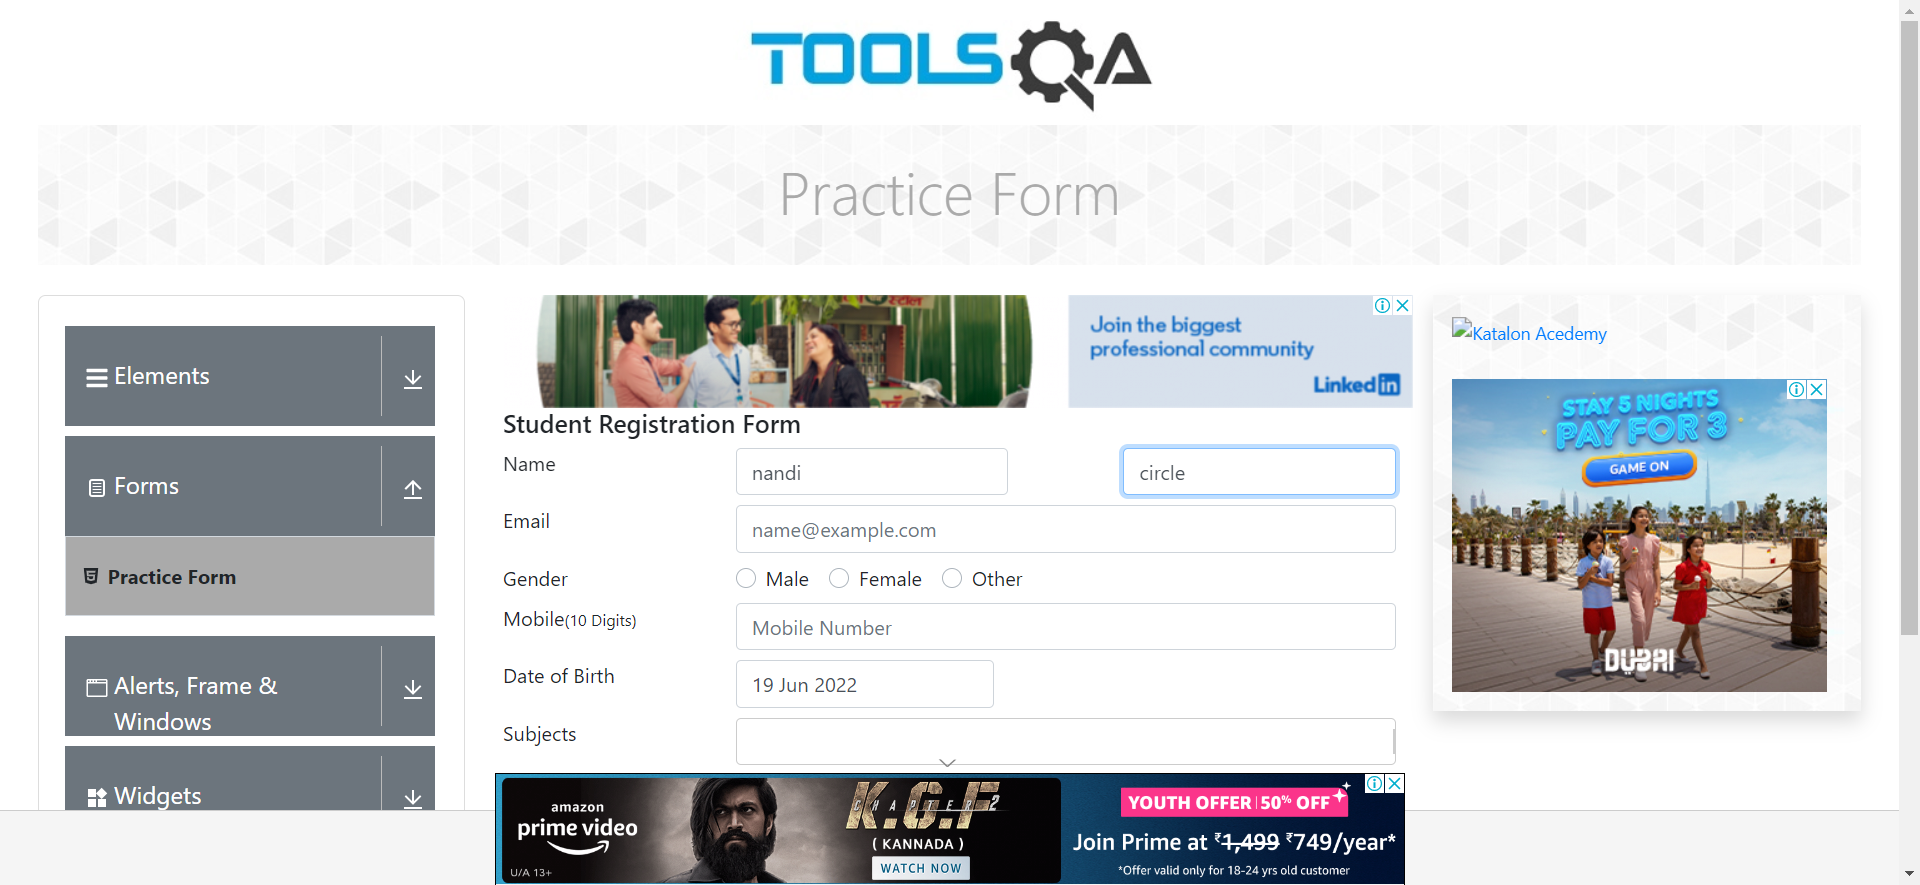 TOOLSQA
Practice Form
Elements
Forms
Practice Form
Alerts, Frame &
Windows
Widgets
Join the biggest
professional community
Linked in
Student Registration Form
Name
nandi
circle
Email
name@example.com
Gender
Male
Female
Other
Mobile(10 Digits)
Mobile Number
Date of Birth
19 Jun 2022
Subjects
Katalon Acedemy
STAY 5 NIGHTS
PAY FOR 3
GAME ON
DUBAI
amazon
prime video
U/A 13+
K.G.F
CHAPTER 2
( KANNADA )
WATCH NOW
YOUTH OFFER | 50% OFF
Join Prime at ₹1,499 ₹749/year*
*Offer valid only for 18-24 yrs old customer